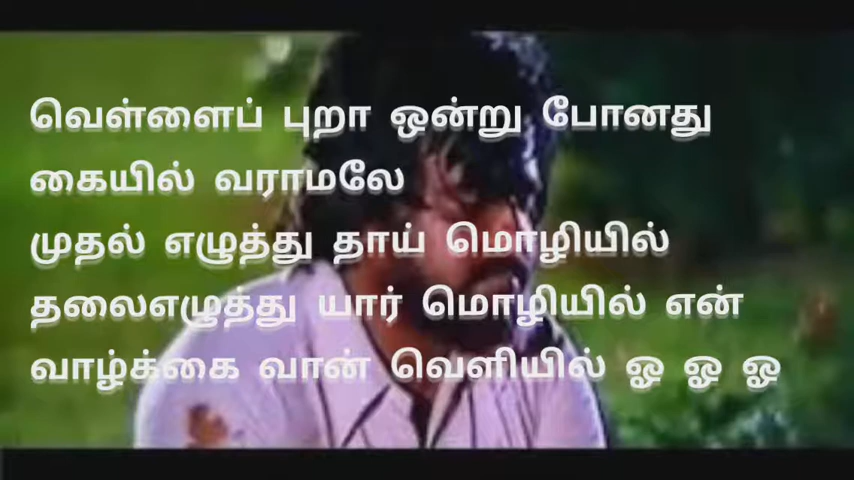 வெள்ளைப் புறா ஒன்று போனது
கையில் வராமலே
முதல் எழுத்து தாய் மொழியில்
தலைஎழுத்து யார் மொழியில் என்
வாழ்க்கை வான் வெளியில் ஓ ஓ ஓ